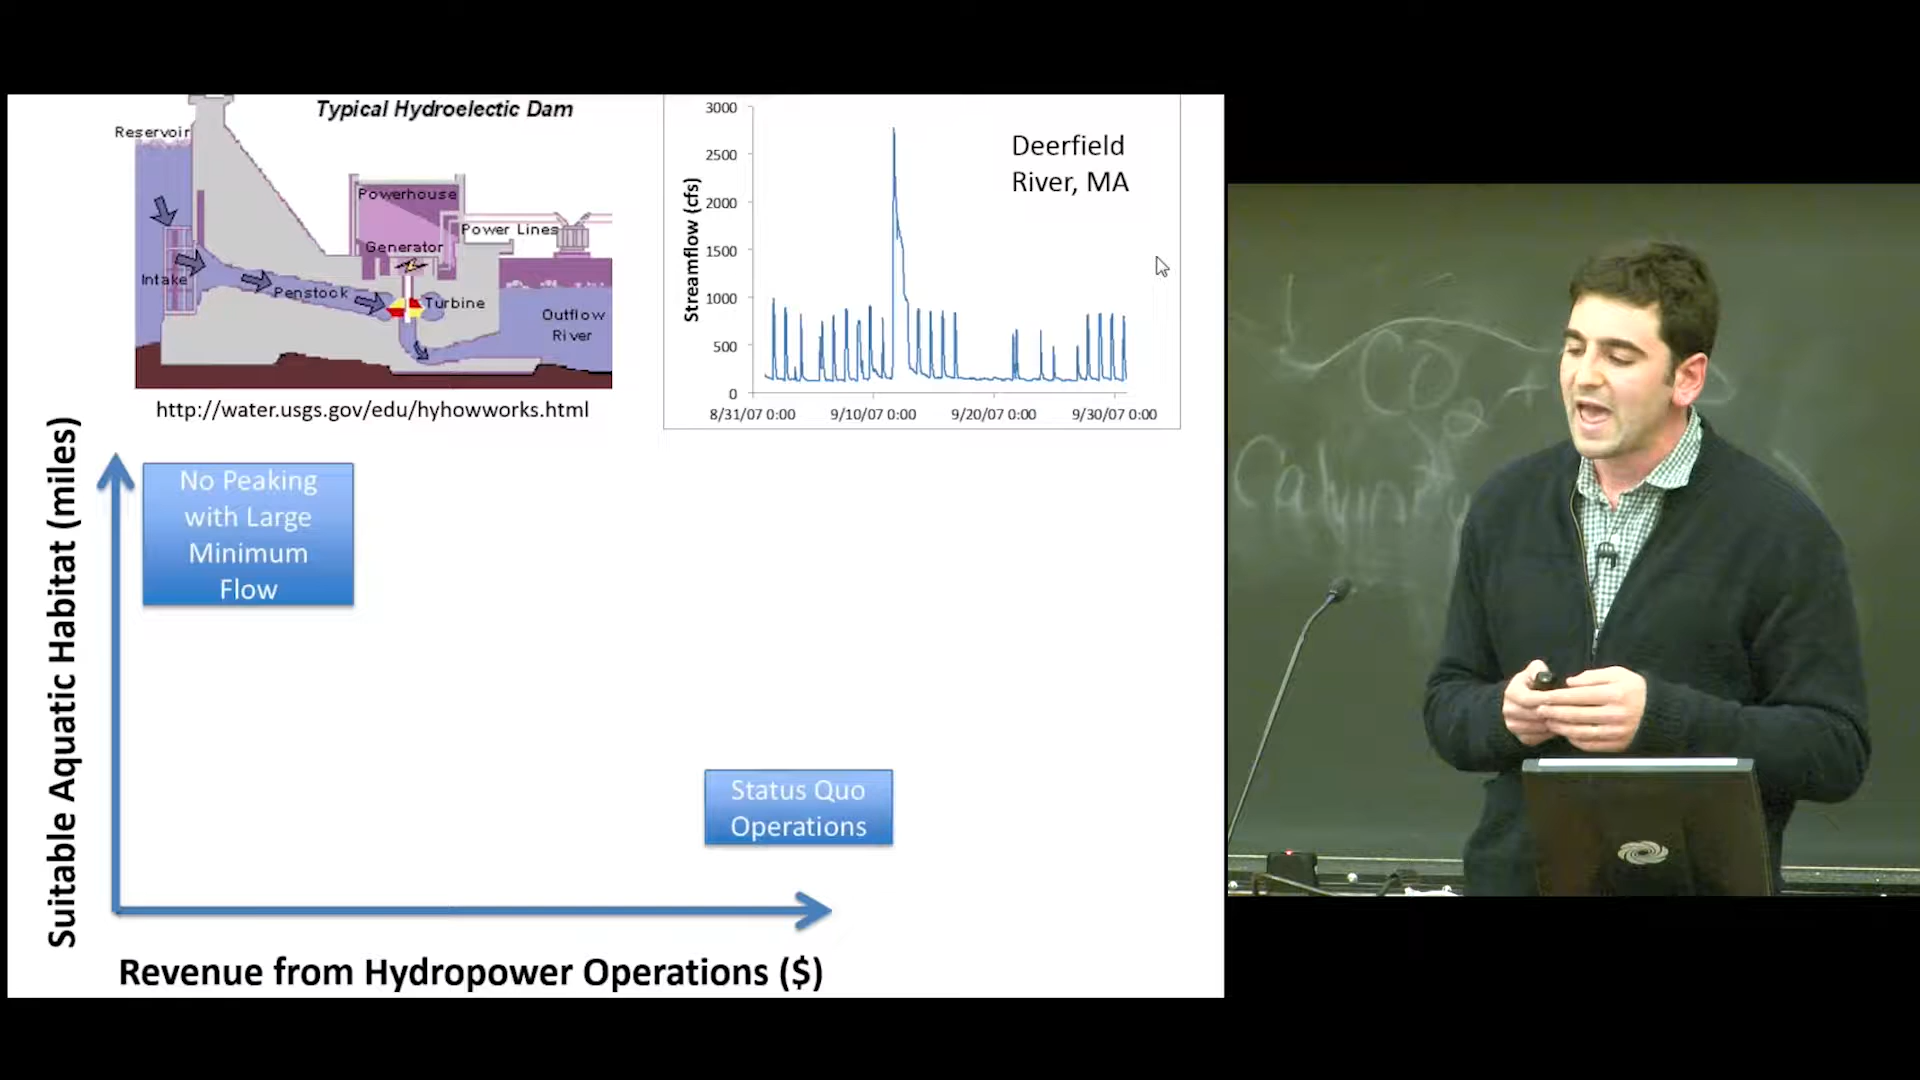 Typical Hydroelectic Dam
Reservoir
Powerhouse
Power Lines
Generator
Intake
Penstock
Turbine
Outflow
River
http://water.usgs.gov/edu/hyhowworks.html
Streamflow (cfs)
3000
2500
2000
1500
1000
500
0
8/31/07 0:00
9/10/07 0:00
9/20/07 0:00
9/30/07 0:00
Deerfield
River, MA
Suitable Aquatic Habitat (miles)
No Peaking
with Large
Minimum
Flow
Status Quo
Operations
Revenue from Hydropower Operations ($)
CO2